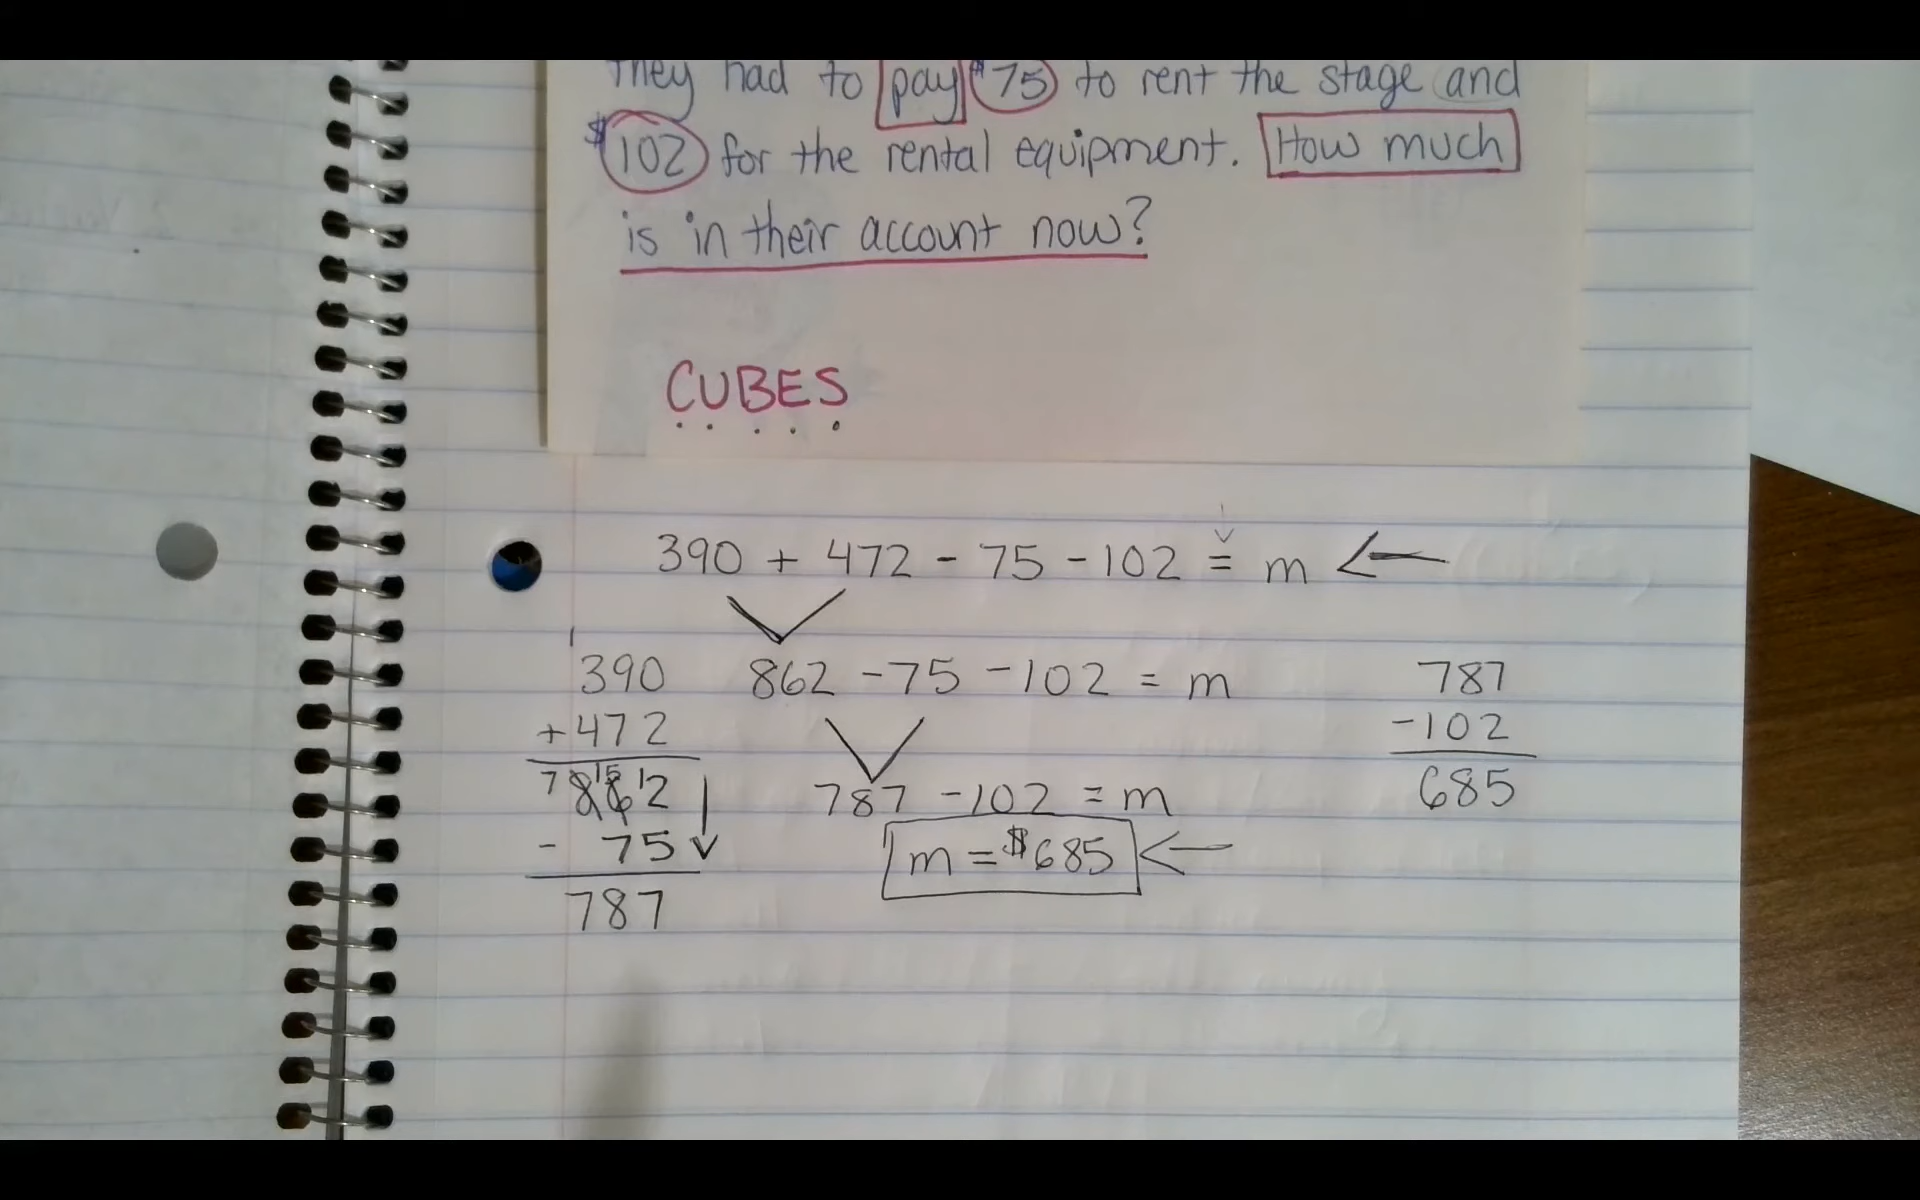 They had to pay $75 to rent the stage and
$102 for the rental equipment. How much
is in their account now?
CUBES
390 + 472 - 75 - 102 = m
1
390
+472
862
7 15 12
- 75
787
862 - 75 - 102 = m
787 - 102 = m
m = $685
787
-102
685